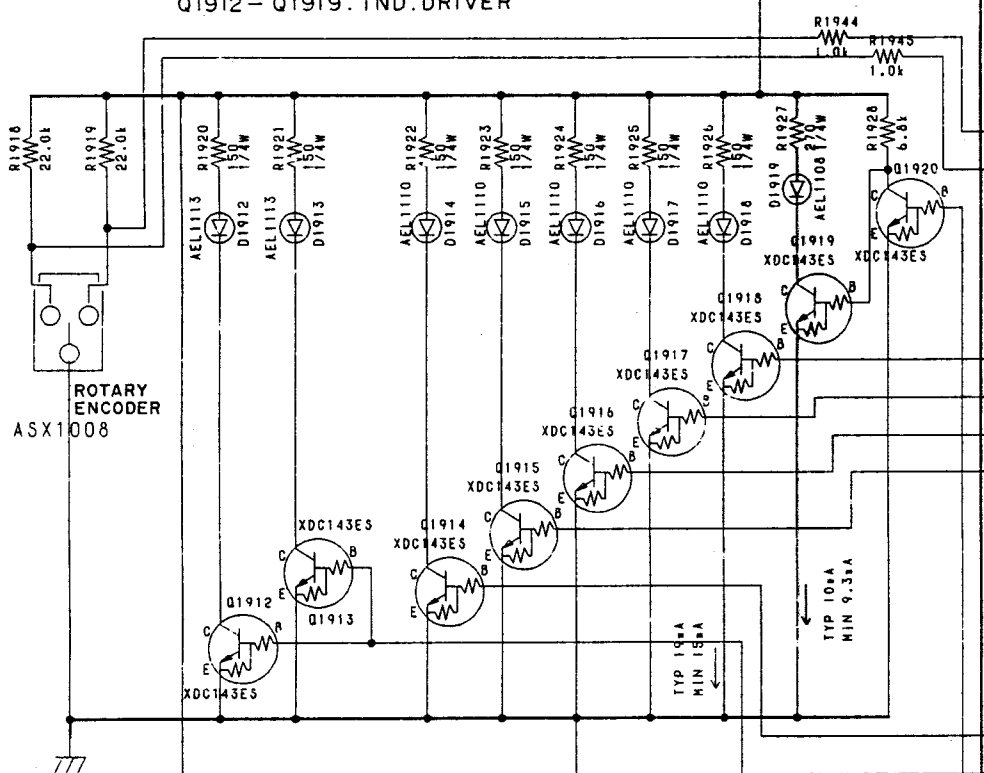 Q1912-Q1919. IND. DRIVER
R1944
1.0k
R1945
1.0k
R1918
22.0k
R1919
22.0k
R1920
150
1/4W
R1921
150
1/4W
R1922
150
1/4W
R1923
150
1/4W
R1924
150
1/4W
R1925
150
1/4W
R1926
150
1/4W
R1927
270
1/4W
R1928
6.8k
AEL1113
D1912
AEL1113
D1913
AEL1110
D1914
AEL1110
D1915
AEL1110
D1916
AEL1110
D1917
AEL1110
D1918
D1919
AEL1108
Q1920
C
B
E
XDC143ES
Q1919
XDC143ES
C
B
E
Q1918
XDC143ES
C
B
E
Q1917
XDC143ES
C
B
E
Q1916
XDC143ES
C
B
E
Q1915
XDC143ES
C
B
E
Q1914
XDC143ES
C
B
E
XDC143ES
C
B
E
Q1913
Q1912
C
B
E
XDC143ES
ROTARY
ENCODER
ASX1008
TYP 19mA
MIN 15mA
TYP 10mA
MIN 9.3mA